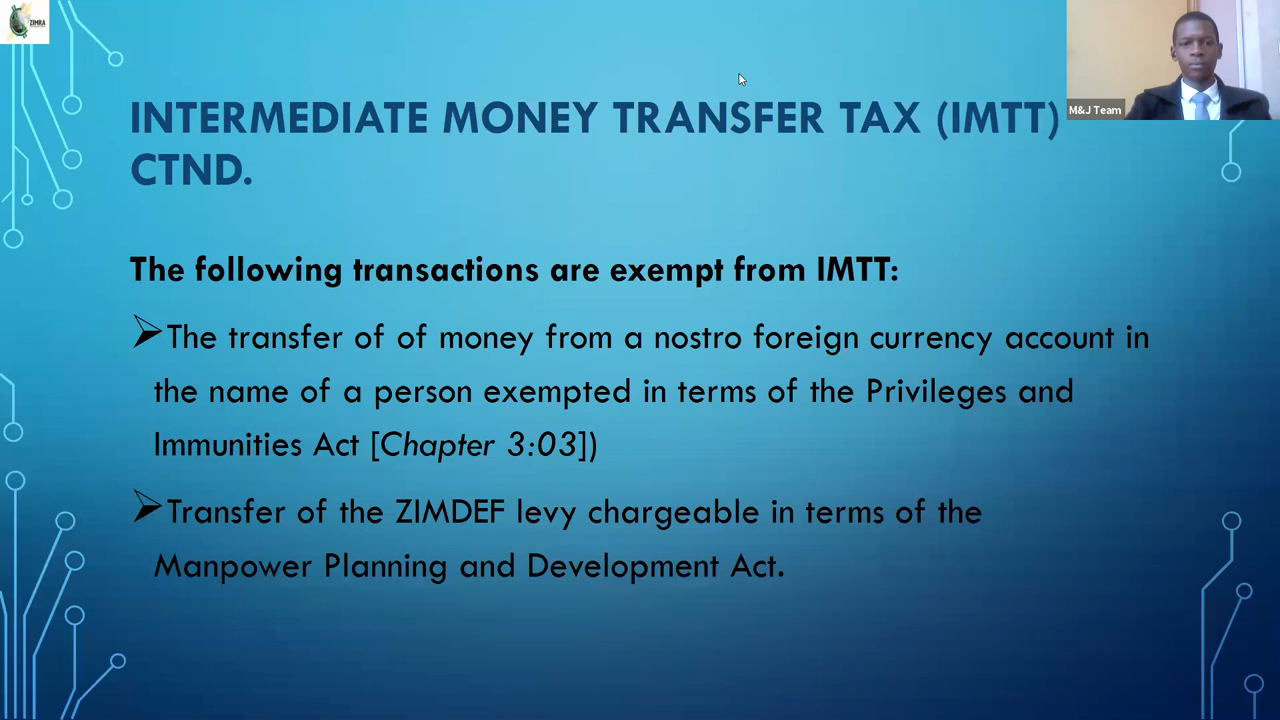 ZIMRA
M&J Team
INTERMEDIATE MONEY TRANSFER TAX (IMTT)
CTND.
The following transactions are exempt from IMTT:
➢The transfer of of money from a nostro foreign currency account in
the name of a person exempted in terms of the Privileges and
Immunities Act [Chapter 3:03])
➢Transfer of the ZIMDEF levy chargeable in terms of the
Manpower Planning and Development Act.